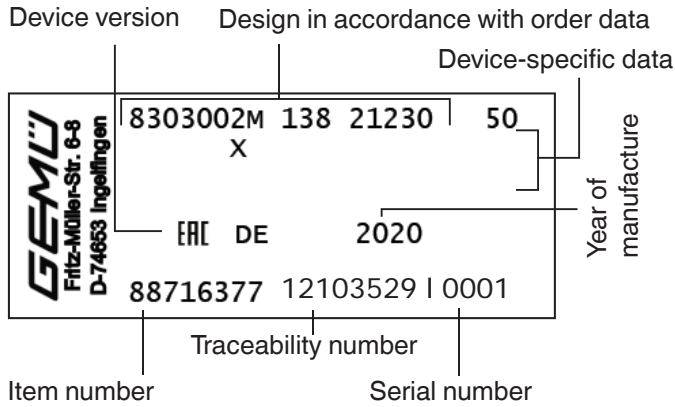 Device version
Design in accordance with order data
Device-specific data
GEMÜ
Fritz-Müller-Str. 6-8
D-74653 Ingelfingen
8303002M 138 21230 50
X
EAC DE 2020
88716377 12103529 I 0001
Year of
manufacture
Traceability number
Item number
Serial number